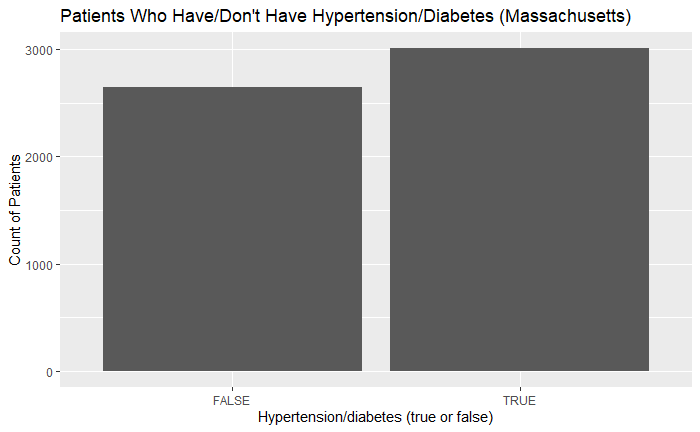 Patients Who Have/Don't Have Hypertension/Diabetes (Massachusetts)
Count of Patients
3000
2000
1000
0
FALSE TRUE
Hypertension/diabetes (true or false)